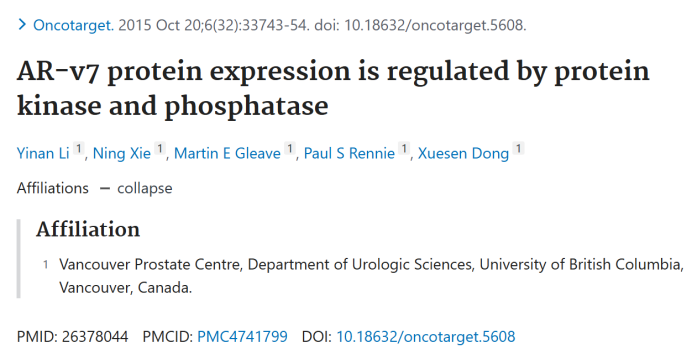 > Oncotarget. 2015 Oct 20;6(32):33743-54. doi: 10.18632/oncotarget.5608.
AR-v7 protein expression is regulated by protein
kinase and phosphatase
Yinan Li 1, Ning Xie 1, Martin E Gleave 1, Paul S Rennie 1, Xuesen Dong 1
Affiliations — collapse
Affiliation
1 Vancouver Prostate Centre, Department of Urologic Sciences, University of British Columbia,
Vancouver, Canada.
PMID: 26378044 PMCID: PMC4741799 DOI: 10.18632/oncotarget.5608